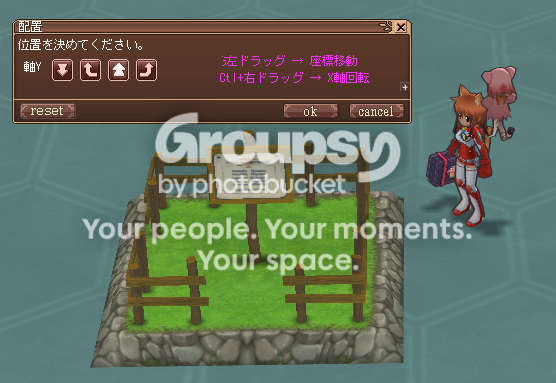 配置
位置を決めてください。
軸Y
左ドラッグ → 座標移動
Ctl+右ドラッグ → X軸回転
reset
ok
cancel
Groupsy
by photobucket
Your people. Your moments.
Your space.